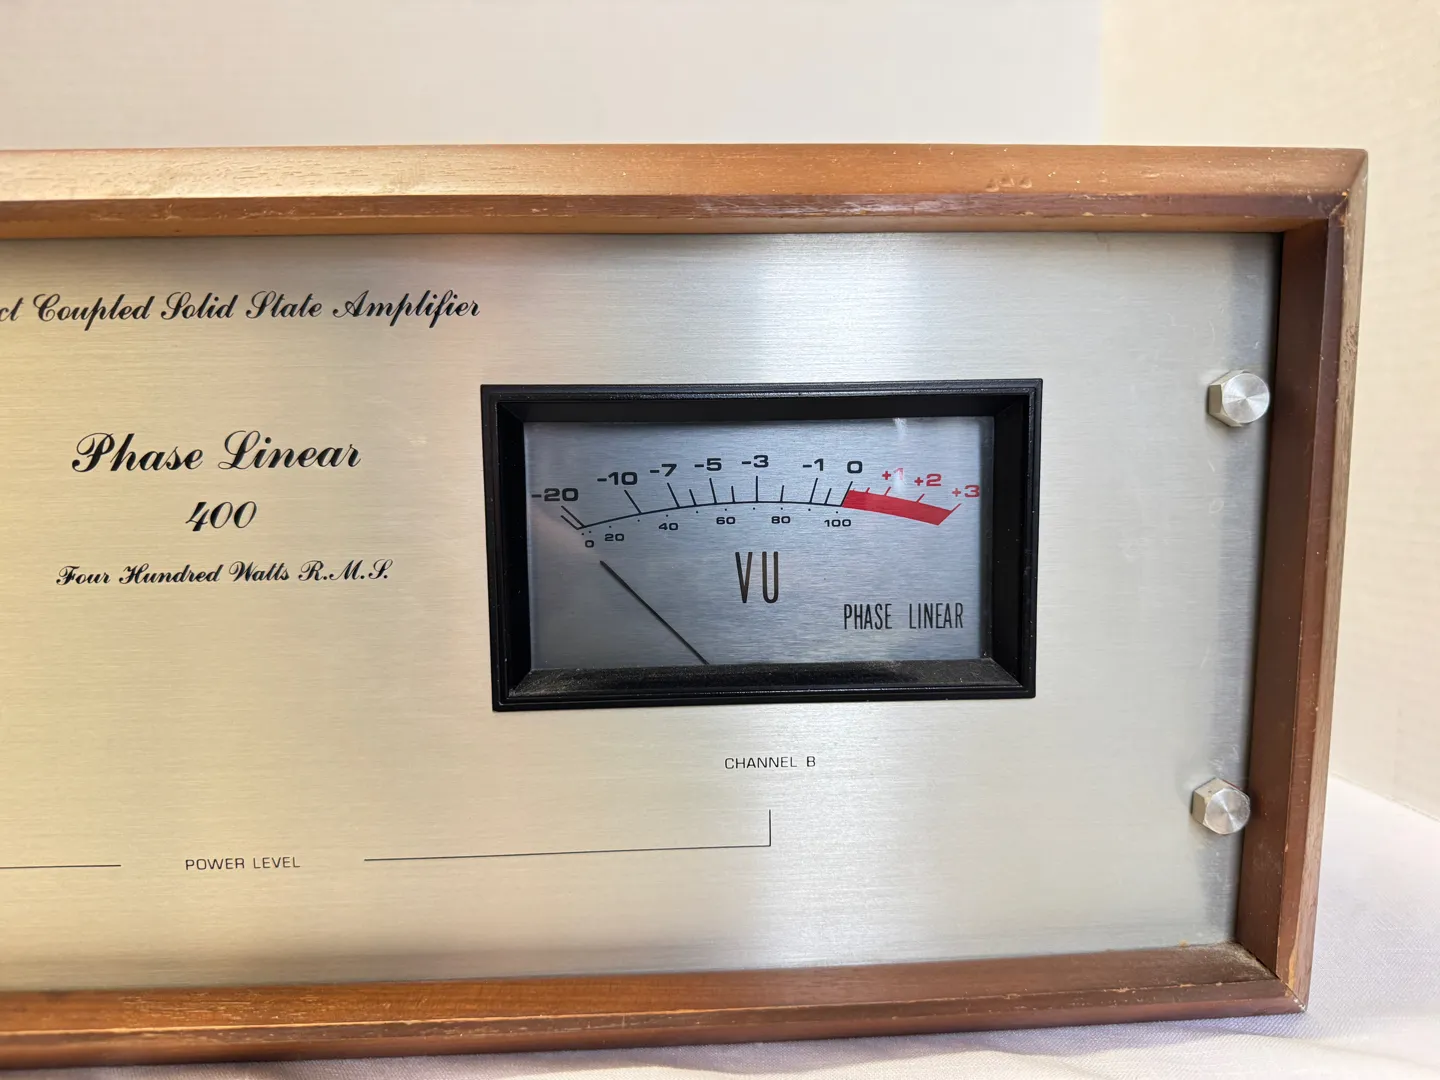 Coupled Solid State Amplifier
Phase Linear
400
Four Hundred Watts R.M.S.
-20 -10 -7 -5 -3 -1 0 +1 +2 +3
0 20 40 60 80 100
VU
PHASE LINEAR
CHANNEL B
POWER LEVEL